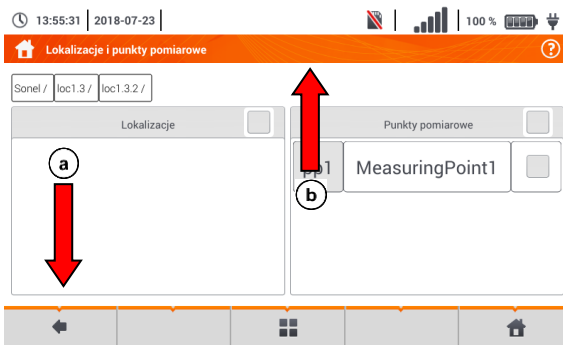 13:55:31 2018-07-23 100 %
Lokalizacje i punkty pomiarowe ?
Sonel / loc1.3 / loc1.3.2 /
Lokalizacje Punkty pomiarowe
a
pp1 MeasuringPoint1
b